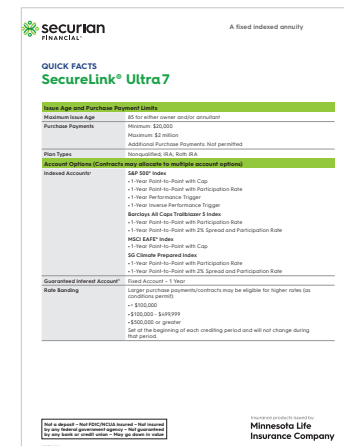 securian
FINANCIAL®
A fixed indexed annuity
QUICK FACTS
SecureLink® Ultra 7
Issue Age and Purchase Payment Limits
Maximum Issue Age 85 for either owner and/or annuitant
Purchase Payments Minimum: $20,000
Maximum: $2 million
Additional Purchase Payments: Not permitted
Plan Types Nonqualified; IRA; Roth IRA
Account Options (Contracts may allocate to multiple account options)
Indexed Accounts S&P 500® Index
• 1-Year Point-to-Point with Cap
• 1-Year Point-to-Point with Participation Rate
• 1-Year Performance Trigger
• 1-Year Inverse Performance Trigger
Barclays All Caps Trailblazer 5 Index
• 1-Year Point-to-Point with Participation Rate
• 1-Year Point-to-Point with 2% Spread and Participation Rate
MSCI EAFE® Index
• 1-Year Point-to-Point with Cap
SG Climate Prepared Index
• 1-Year Point-to-Point with Participation Rate
• 1-Year Point-to-Point with 2% Spread and Participation Rate
Guaranteed Interest Account Fixed Account – 1 Year
Rate Banding Larger purchase payments/contracts may be eligible for higher rates (as
conditions permit)
• < $100,000
• $100,000 - $499,999
• $500,000 or greater
Set at the beginning of each crediting period and will not change during
that period.
Not a deposit – Not FDIC/NCUA insured – Not insured
by any federal government agency – Not guaranteed
by any bank or credit union – May go down in value
Insurance products issued by:
Minnesota Life
Insurance Company